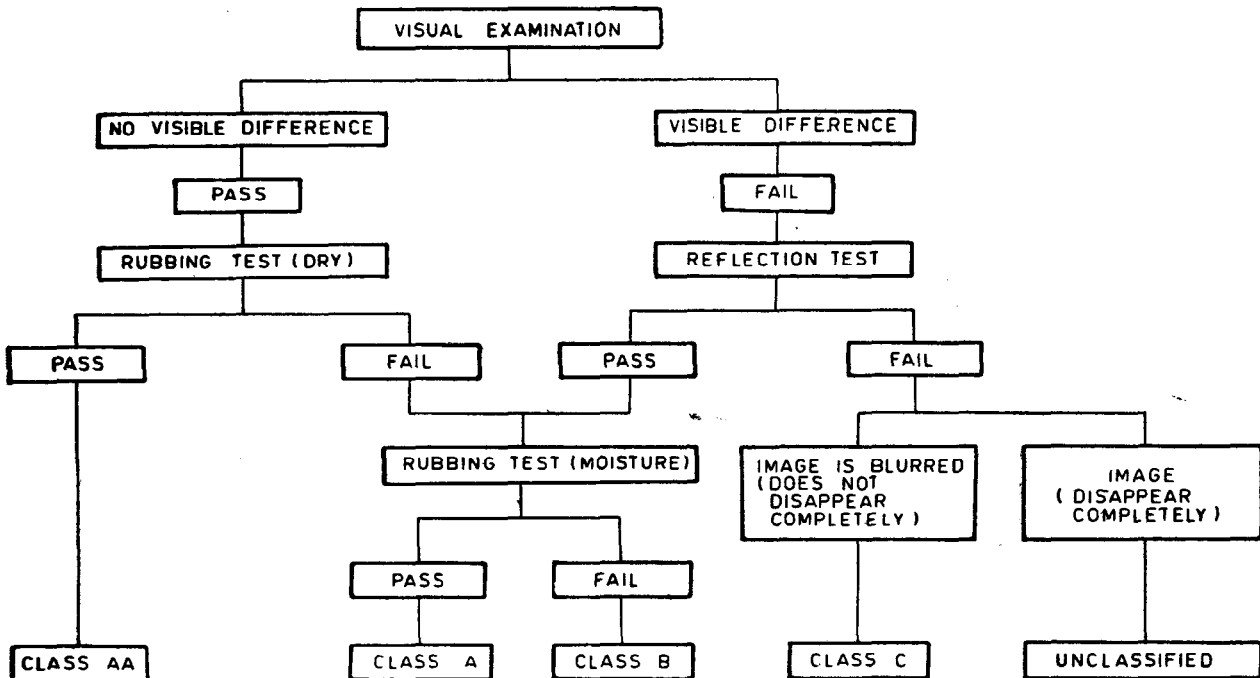 VISUAL EXAMINATION
NO VISIBLE DIFFERENCE
VISIBLE DIFFERENCE
PASS
FAIL
RUBBING TEST (DRY)
REFLECTION TEST
PASS
FAIL
PASS
FAIL
RUBBING TEST (MOISTURE)
IMAGE IS BLURRED
(DOES NOT
DISAPPEAR
COMPLETELY)
IMAGE
( DISAPPEAR
COMPLETELY )
PASS
FAIL
CLASS AA
CLASS A
CLASS B
CLASS C
UNCLASSIFIED